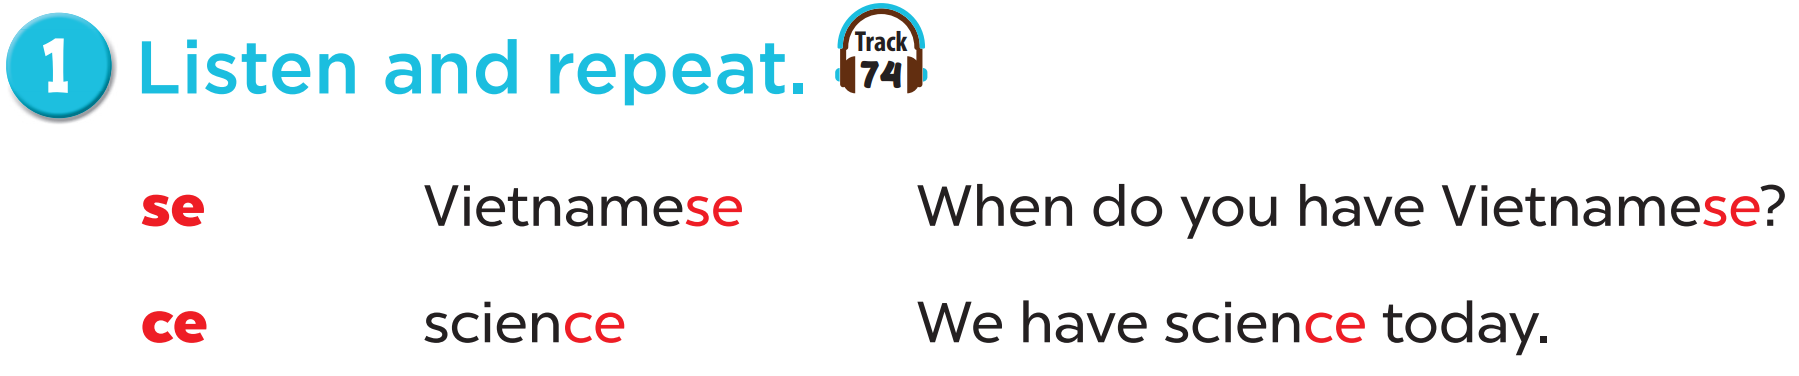 1 Listen and repeat. Track 74
se Vietnamese When do you have Vietnamese?
ce science We have science today.